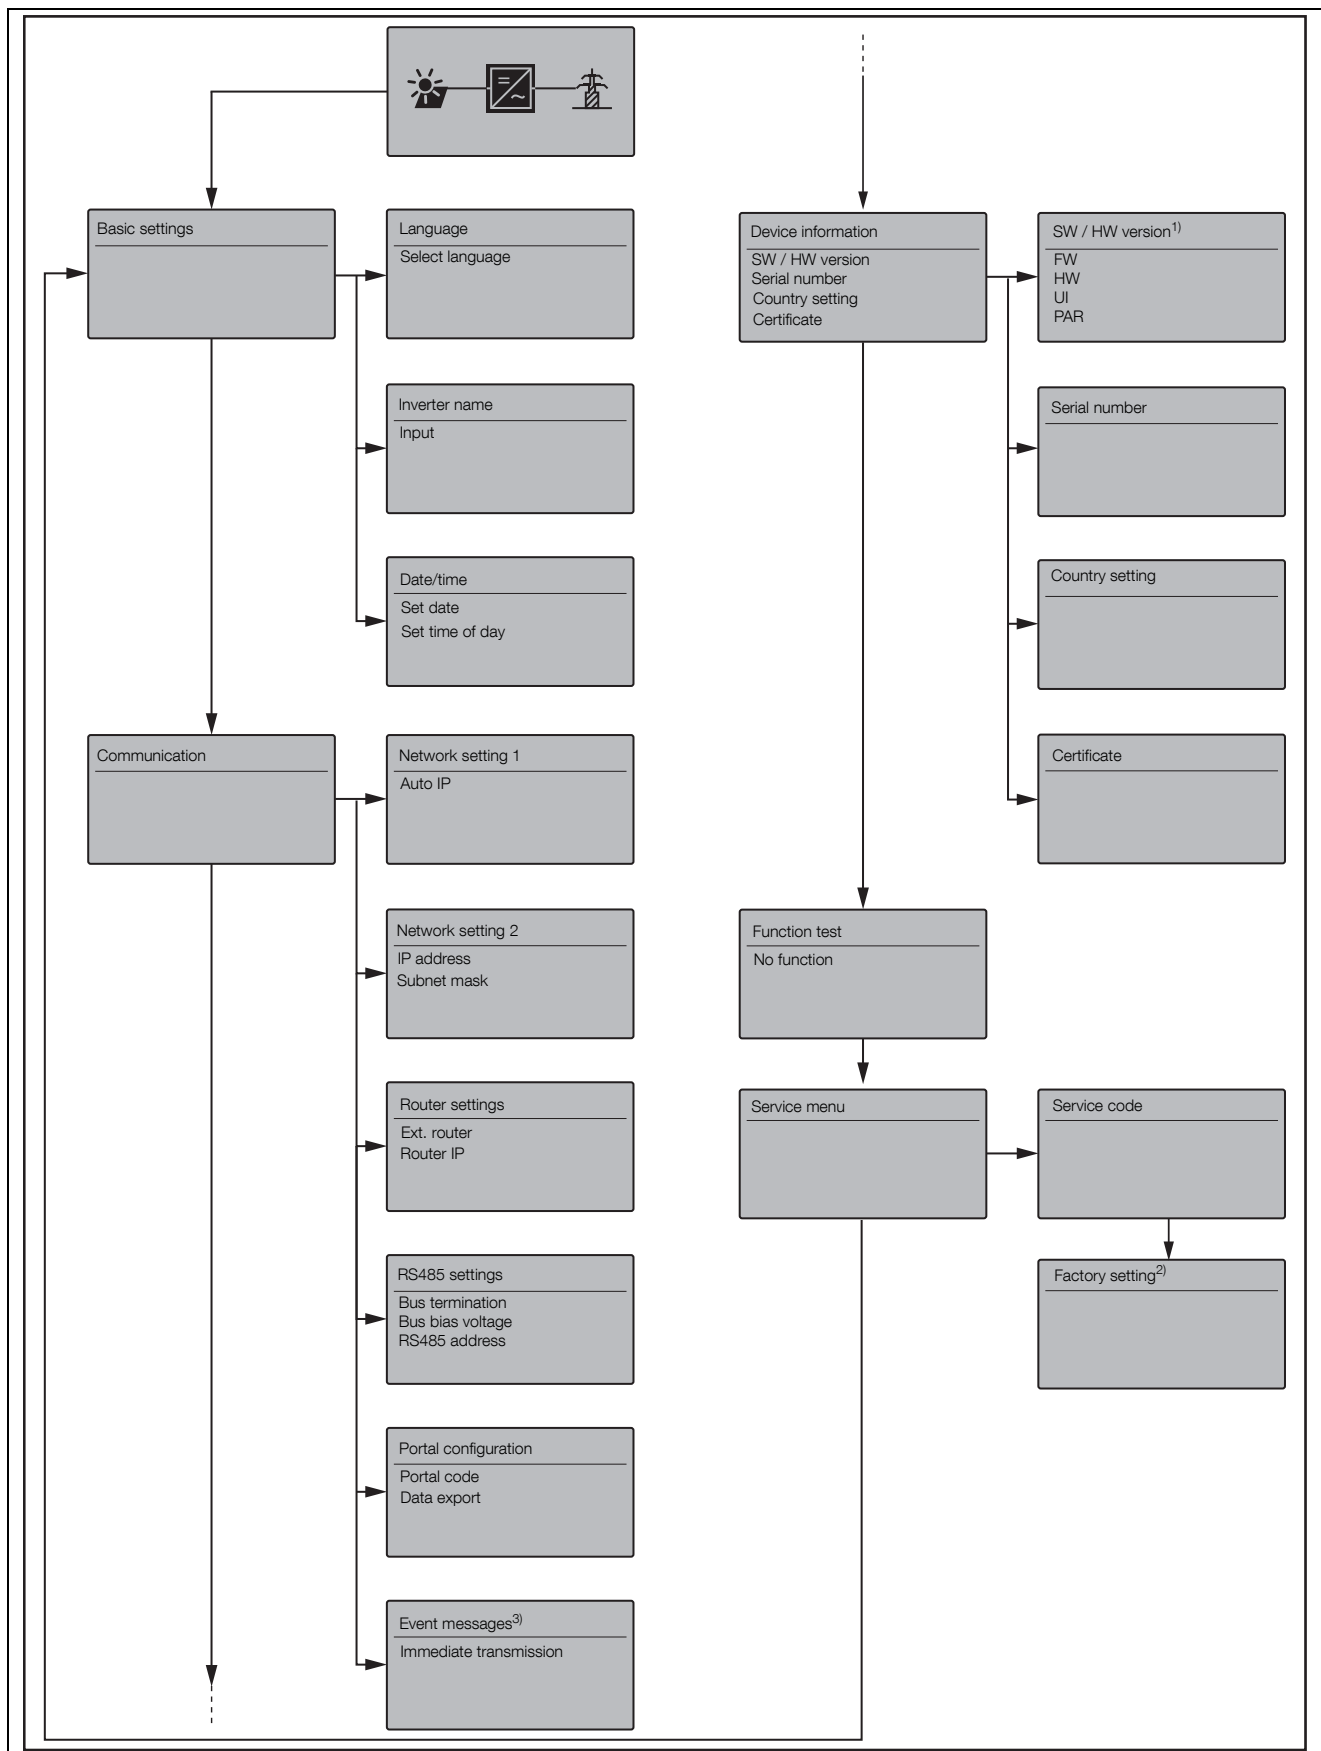 Basic settings
Language
Select language
Inverter name
Input
Date/time
Set date
Set time of day
Communication
Network setting 1
Auto IP
Network setting 2
IP address
Subnet mask
Router settings
Ext. router
Router IP
RS485 settings
Bus termination
Bus bias voltage
RS485 address
Portal configuration
Portal code
Data export
Event messages3)
Immediate transmission
Device information
SW / HW version
Serial number
Country setting
Certificate
SW / HW version1)
FW
HW
UI
PAR
Serial number
Country setting
Certificate
Function test
No function
Service menu
Service code
Factory setting2)